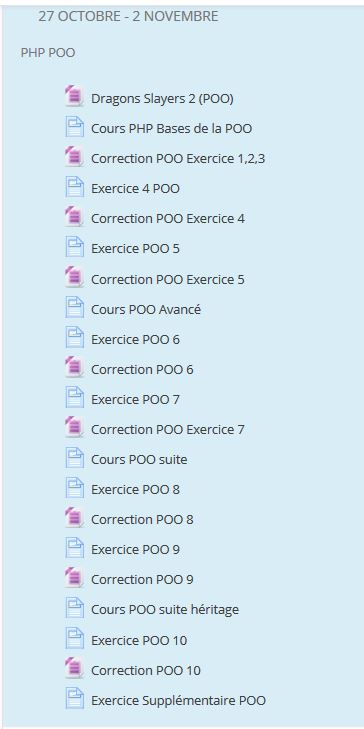 27 OCTOBRE - 2 NOVEMBRE
PHP POO
Dragons Slayers 2 (POO)
Cours PHP Bases de la POO
Correction POO Exercice 1,2,3
Exercice 4 POO
Correction POO Exercice 4
Exercice POO 5
Correction POO Exercice 5
Cours POO Avancé
Exercice POO 6
Correction POO 6
Exercice POO 7
Correction POO Exercice 7
Cours POO suite
Exercice POO 8
Correction POO 8
Exercice POO 9
Correction POO 9
Cours POO suite héritage
Exercice POO 10
Correction POO 10
Exercice Supplémentaire POO